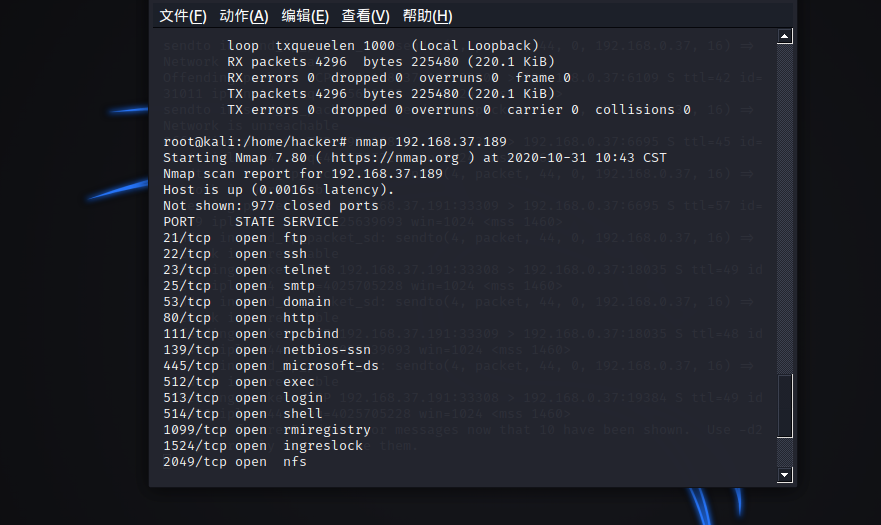 文件(F) 动作(A) 编辑(E) 查看(V) 帮助(H)
loop txqueuelen 1000 (Local Loopback)
RX packets 4296 bytes 225480 (220.1 KiB)
RX errors 0 dropped 0 overruns 0 frame 0
TX packets 4296 bytes 225480 (220.1 KiB)
TX errors 0 dropped 0 overruns 0 carrier 0 collisions 0
root@kali:/home/hacker# nmap 192.168.37.189
Starting Nmap 7.80 ( https://nmap.org ) at 2020-10-31 10:43 CST
Nmap scan report for 192.168.37.189
Host is up (0.0016s latency).
Not shown: 977 closed ports
PORT STATE SERVICE
21/tcp open ftp
22/tcp open ssh
23/tcp open telnet
25/tcp open smtp
53/tcp open domain
80/tcp open http
111/tcp open rpcbind
139/tcp open netbios-ssn
445/tcp open microsoft-ds
512/tcp open exec
513/tcp open login
514/tcp open shell
1099/tcp open rmiregistry
1524/tcp open ingreslock
2049/tcp open nfs